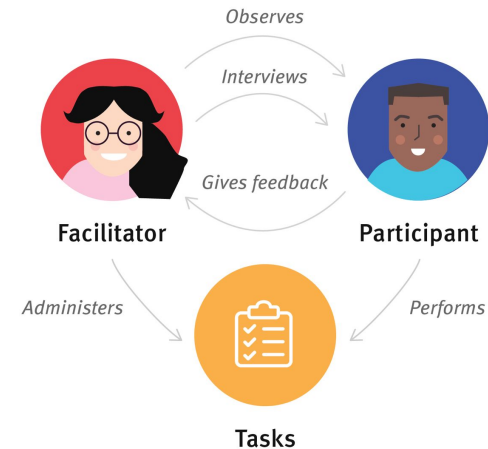 Observes
Interviews
Gives feedback
Facilitator
Participant
Administers
Performs
Tasks